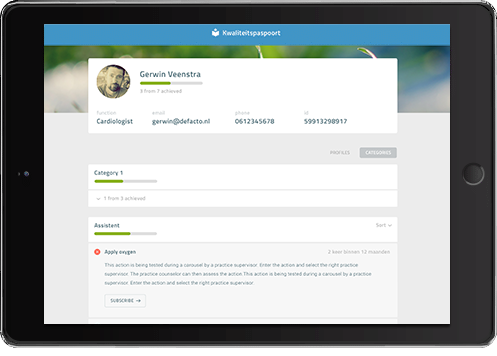 Kwaliteitspaspoort
Gerwin Veenstra
3 from 7 achieved
function email phone id
Cardiologist gerwin@defacto.nl 0612345678 59913298917
PROFILES CATEGORIES
Category 1
1 from 3 achieved
Assistent Sort
Apply oxygen 2 keer binnen 12 maanden
This action is being tested during a carousel by a practice supervisor. Enter the action and select the right practice
supervisor. The practice counselor can then assess the action.This action is being tested during a carousel by a practice
supervisor. Enter the action and select the right practice supervisor.
SUBSCRIBE →